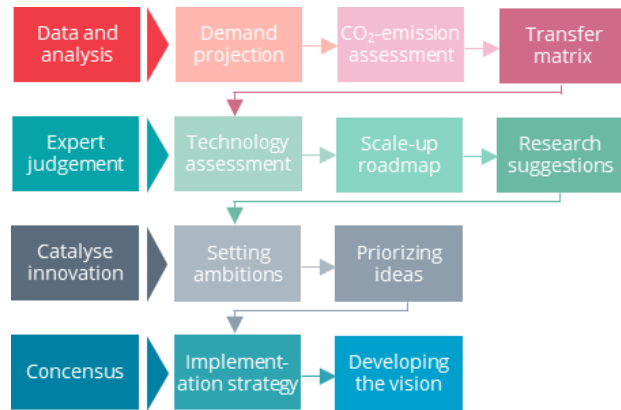 Data and
analysis
Demand
projection
CO₂-emission
assessment
Transfer
matrix
Expert
judgement
Technology
assessment
Scale-up
roadmap
Research
suggestions
Catalyse
innovation
Setting
ambitions
Priorizing
ideas
Concensus
Implement-
ation strategy
Developing
the vision